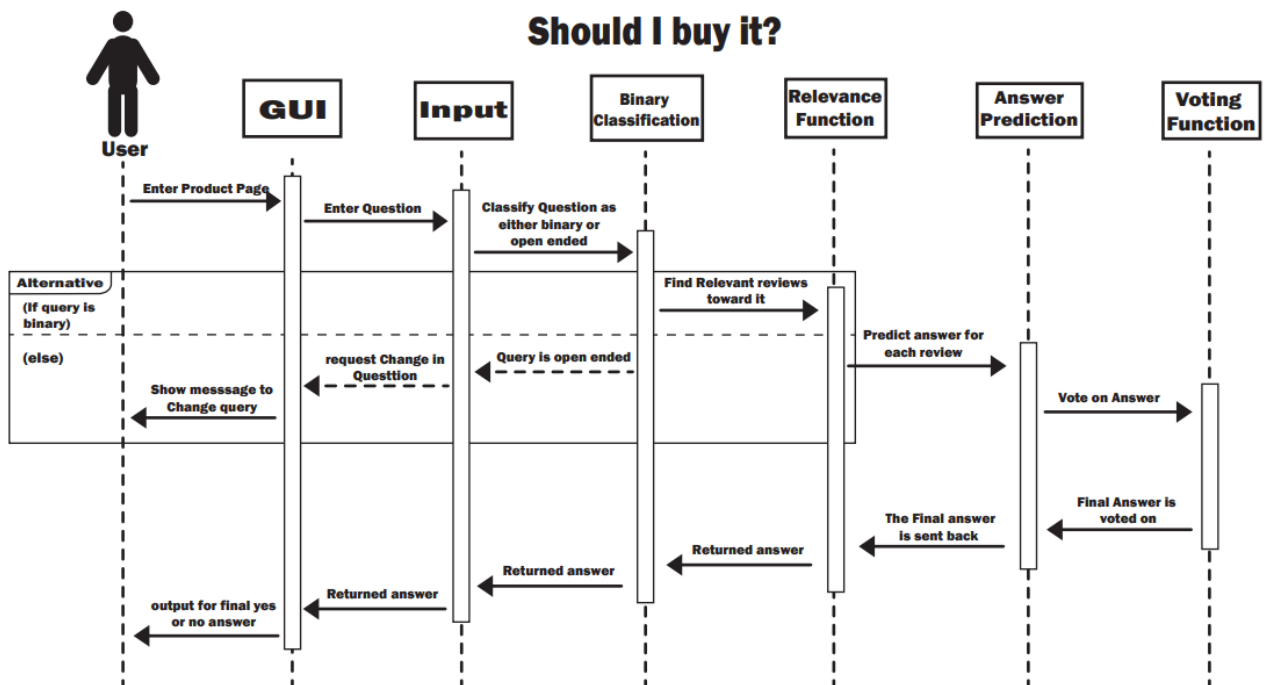 Should I buy it?
User
GUI
Input
Binary
Classification
Relevance
Function
Answer
Prediction
Voting
Function
Enter Product Page
Enter Question
Classify Question as
either binary or
open ended
Alternative
(If query is
binary)
Find Relevant reviews
toward it
(else)
Predict answer for
each review
Query is open ended
request Change in
Questtion
Show messsage to
Change query
Vote on Answer
Final Answer is
voted on
The Final answer
is sent back
Returned answer
Returned answer
Returned answer
output for final yes
or no answer